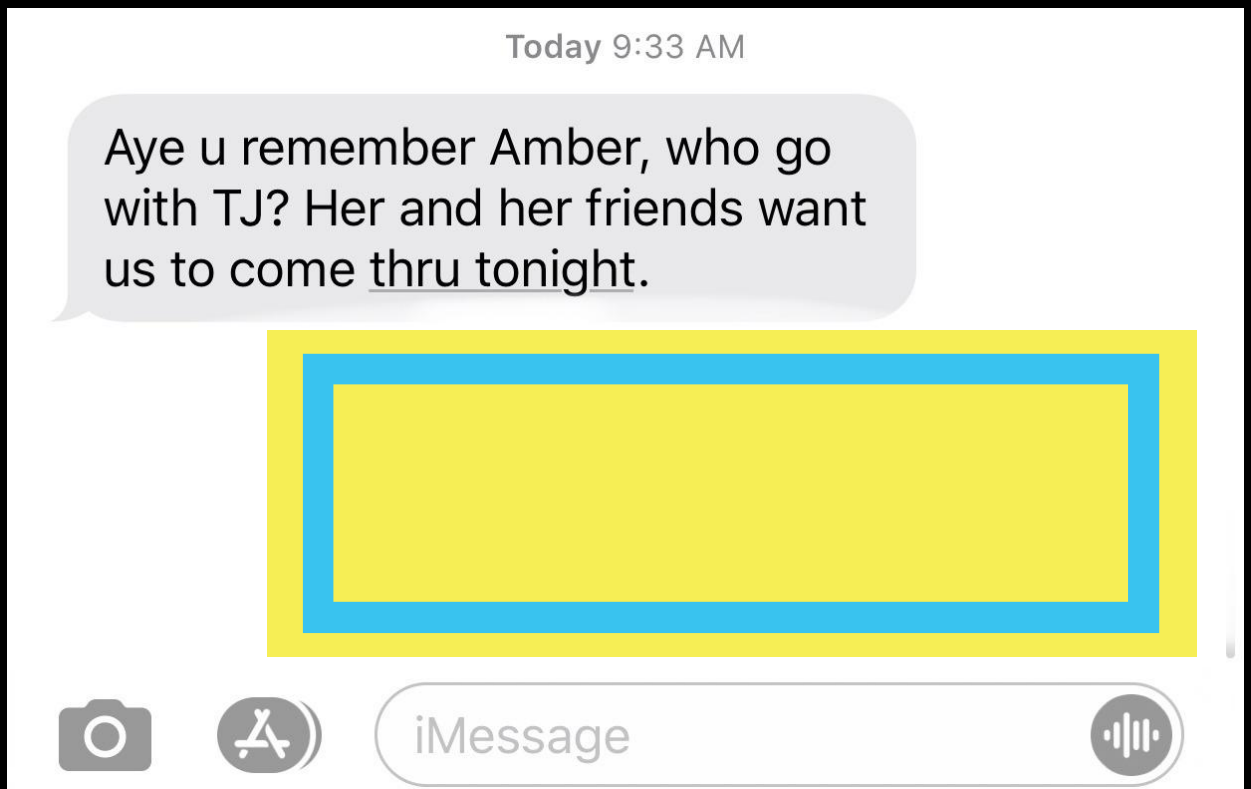 Today 9:33 AM
Aye u remember Amber, who go
with TJ? Her and her friends want
us to come thru tonight.
iMessage